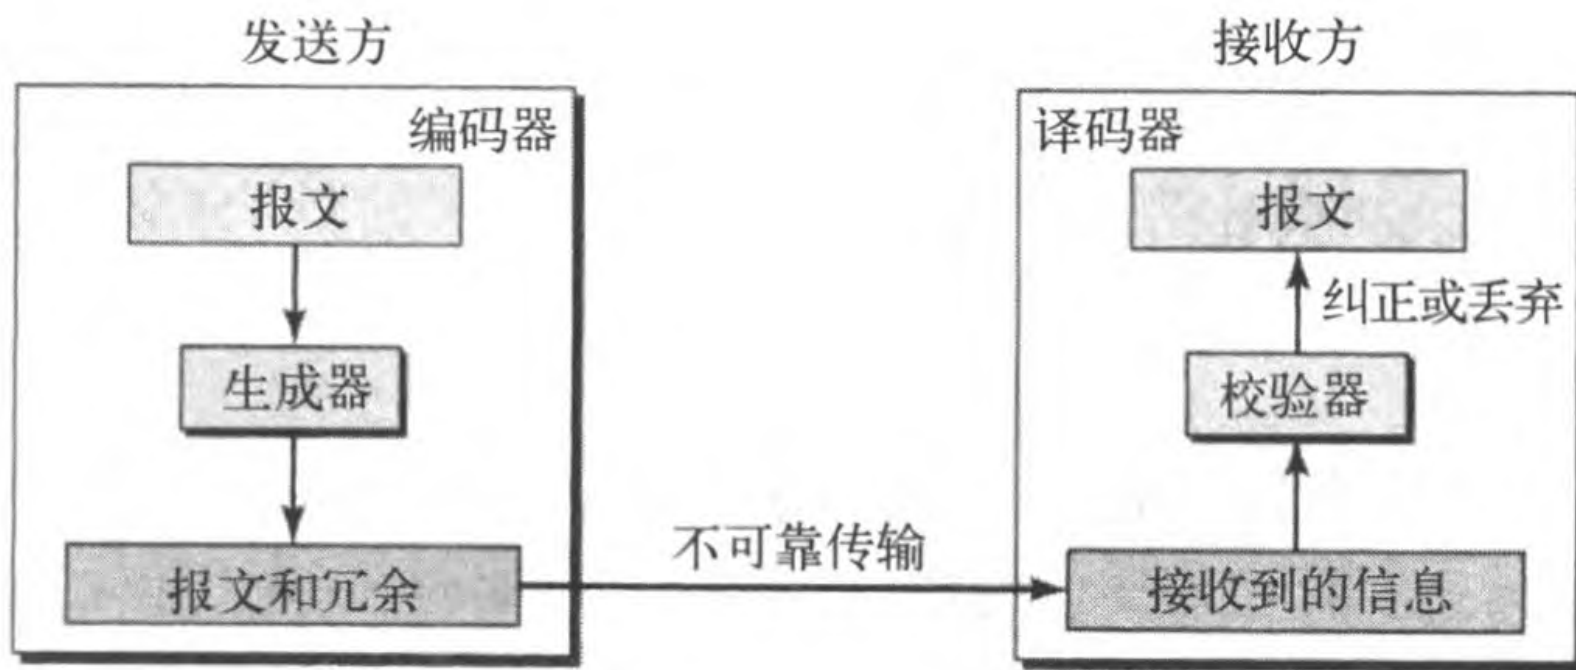 发送方
编码器
报文
生成器
报文和冗余
不可靠传输
接收方
译码器
报文
纠正或丢弃
校验器
接收到的信息